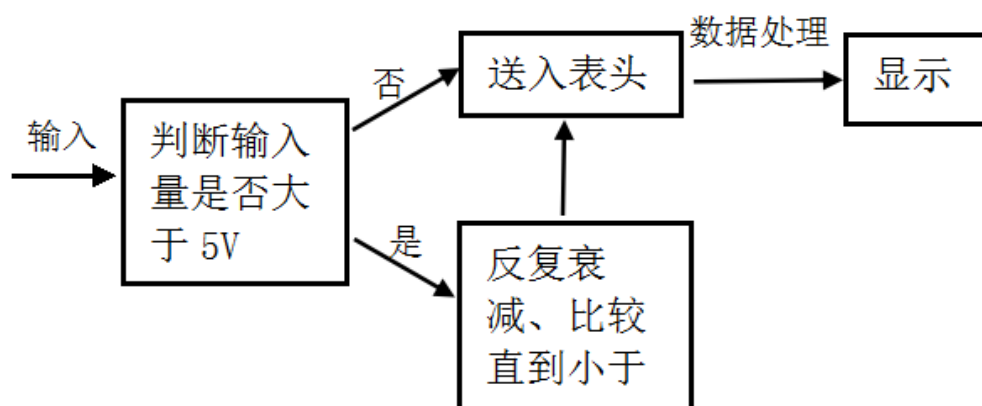 输入
判断输入
量是否大
于 5V
否
是
送入表头
反复衰
减、比较
直到小于
数据处理
显示